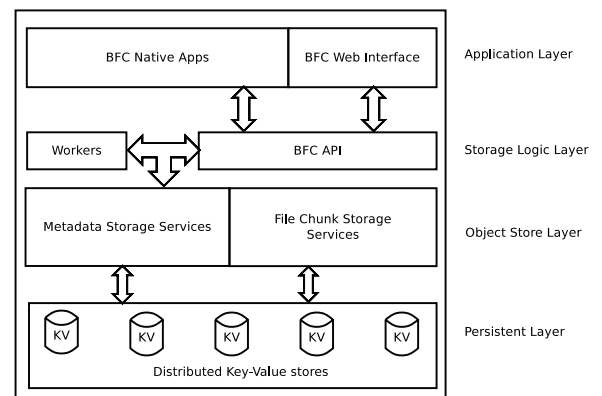 BFC Native Apps
BFC Web Interface
Application Layer
Workers
BFC API
Storage Logic Layer
Metadata Storage Services
File Chunk Storage
Services
Object Store Layer
KV
KV
KV
KV
KV
Persistent Layer
Distributed Key-Value stores